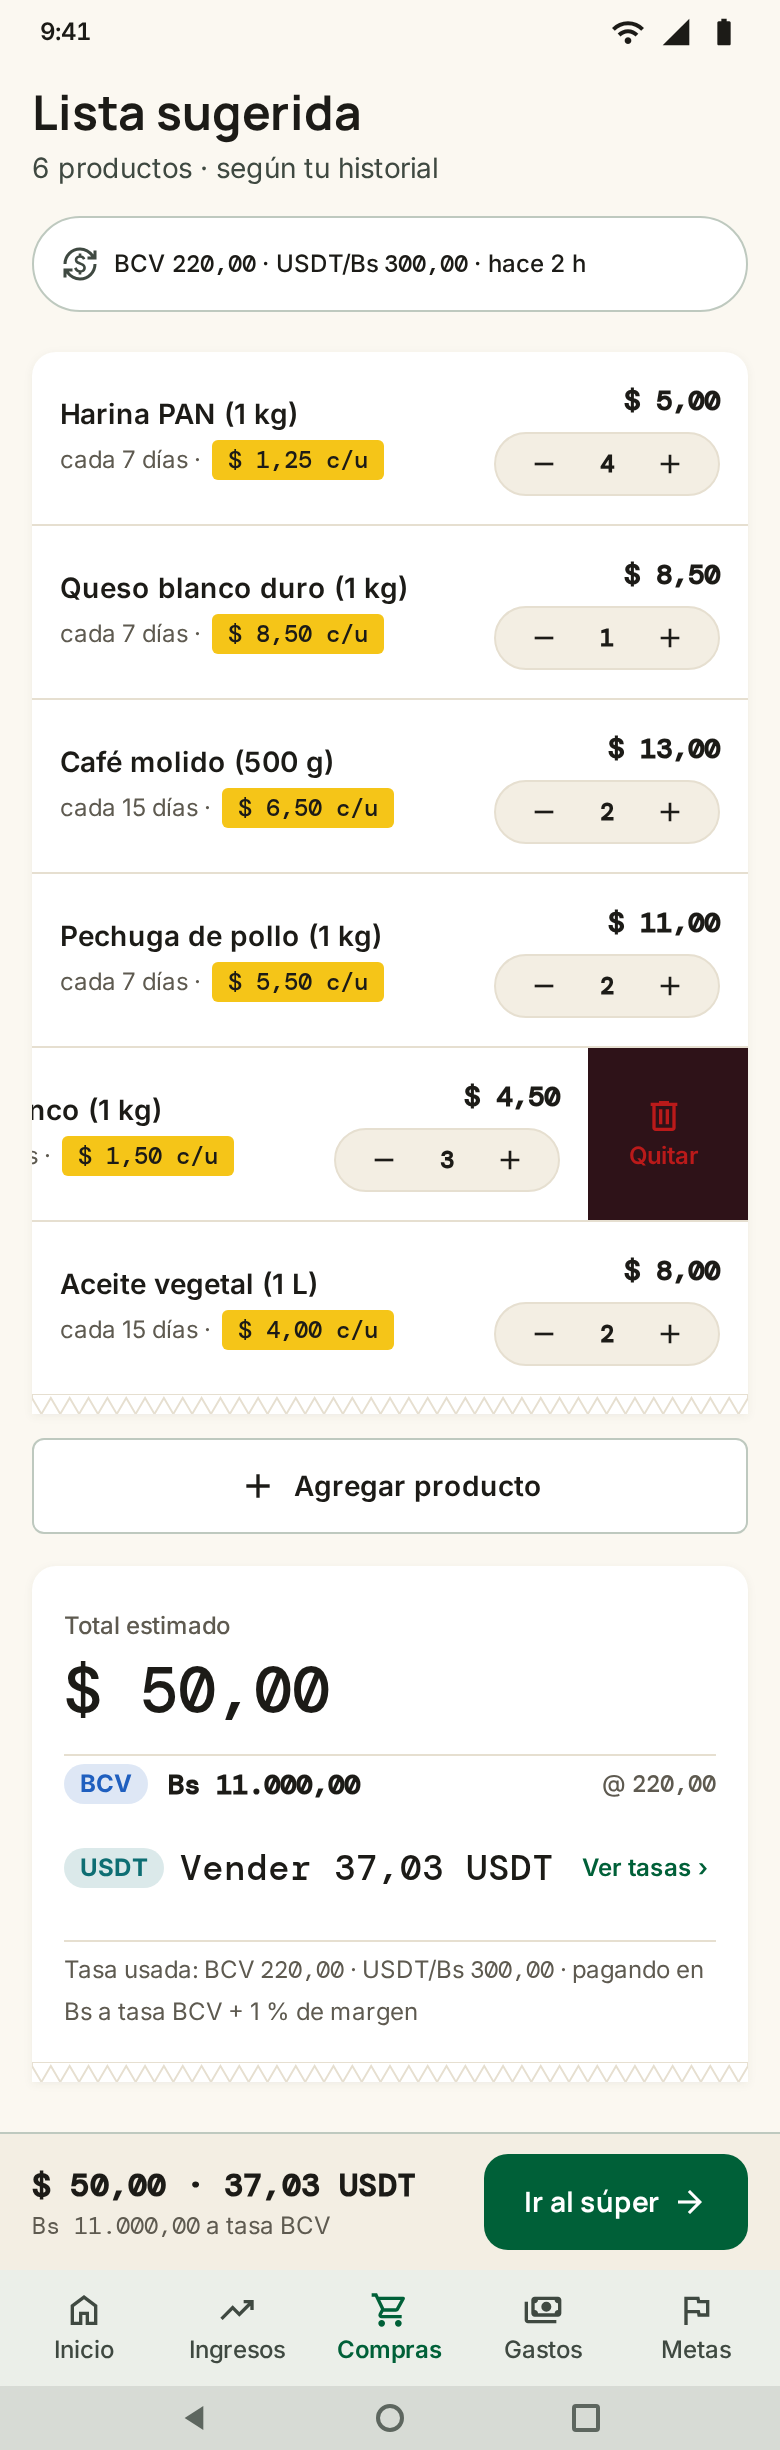 9:41
Lista sugerida
6 productos · según tu historial
BCV 220,00 · USDT/Bs 300,00 · hace 2 h
Harina PAN (1 kg)
$ 5,00
cada 7 días · $ 1,25 c/u
− 4 +
Queso blanco duro (1 kg)
$ 8,50
cada 7 días · $ 8,50 c/u
− 1 +
Café molido (500 g)
$ 13,00
cada 15 días · $ 6,50 c/u
− 2 +
Pechuga de pollo (1 kg)
$ 11,00
cada 7 días · $ 5,50 c/u
− 2 +
nco (1 kg)
$ 4,50
s · $ 1,50 c/u
− 3 +
Quitar
Aceite vegetal (1 L)
$ 8,00
cada 15 días · $ 4,00 c/u
− 2 +
+ Agregar producto
Total estimado
$ 50,00
BCV Bs 11.000,00 @ 220,00
USDT Vender 37,03 USDT Ver tasas ›
Tasa usada: BCV 220,00 · USDT/Bs 300,00 · pagando en
Bs a tasa BCV + 1 % de margen
$ 50,00 · 37,03 USDT
Bs 11.000,00 a tasa BCV
Ir al súper →
Inicio Ingresos Compras Gastos Metas